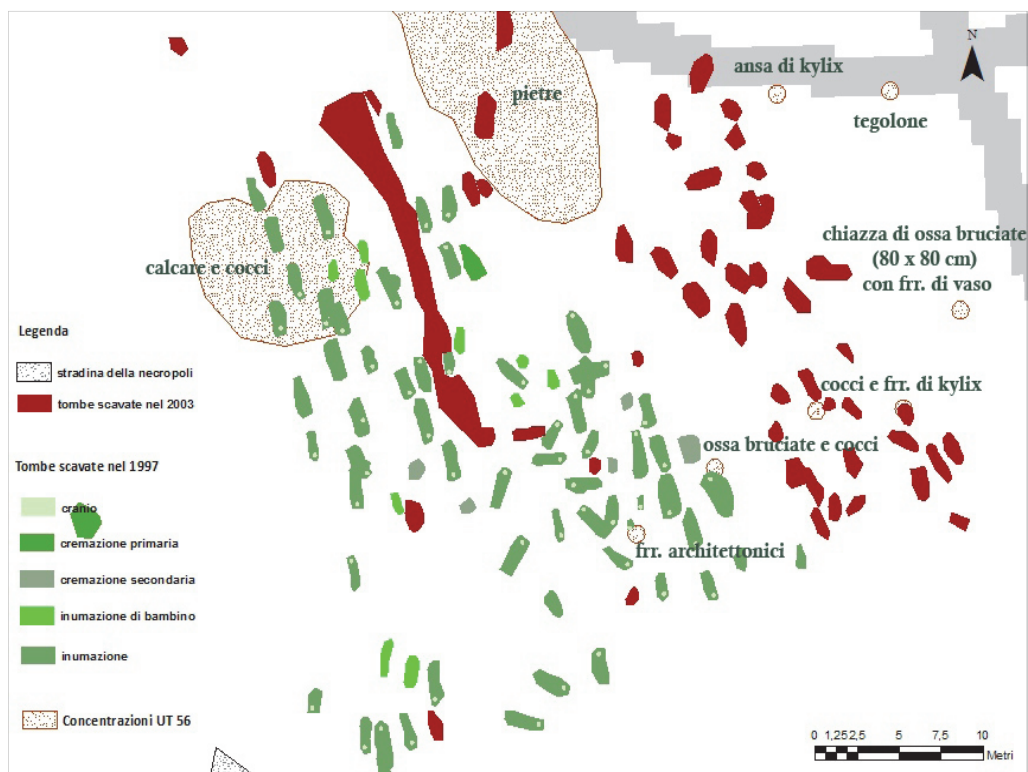 N
ansa di kylix
pietre
tegolone
chiazza di ossa bruciate
(80 x 80 cm)
con frr. di vaso
calcare e cocci
Legenda
stradina della necropoli
tombe scavate nel 2003
cocci e frr. di kylix
ossa bruciate e cocci
Tombe scavate nel 1997
cranio
cremazione primaria
frr. architettonici
cremazione secondaria
inumazione di bambino
inumazione
Concentrazioni UT 56
0 1,25 2,5 5 7,5 10
Metri